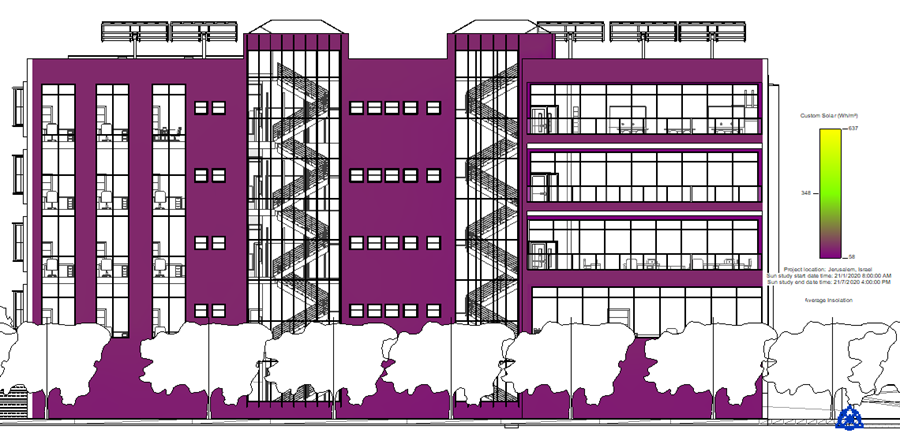 Custom Solar (Wh/m²)
637
348
58
Project location: Jerusalem, Israel
Sun study start date time: 21/1/2020 8:00:00 AM
Sun study end date time: 21/7/2020 4:00:00 PM
Average Insolation